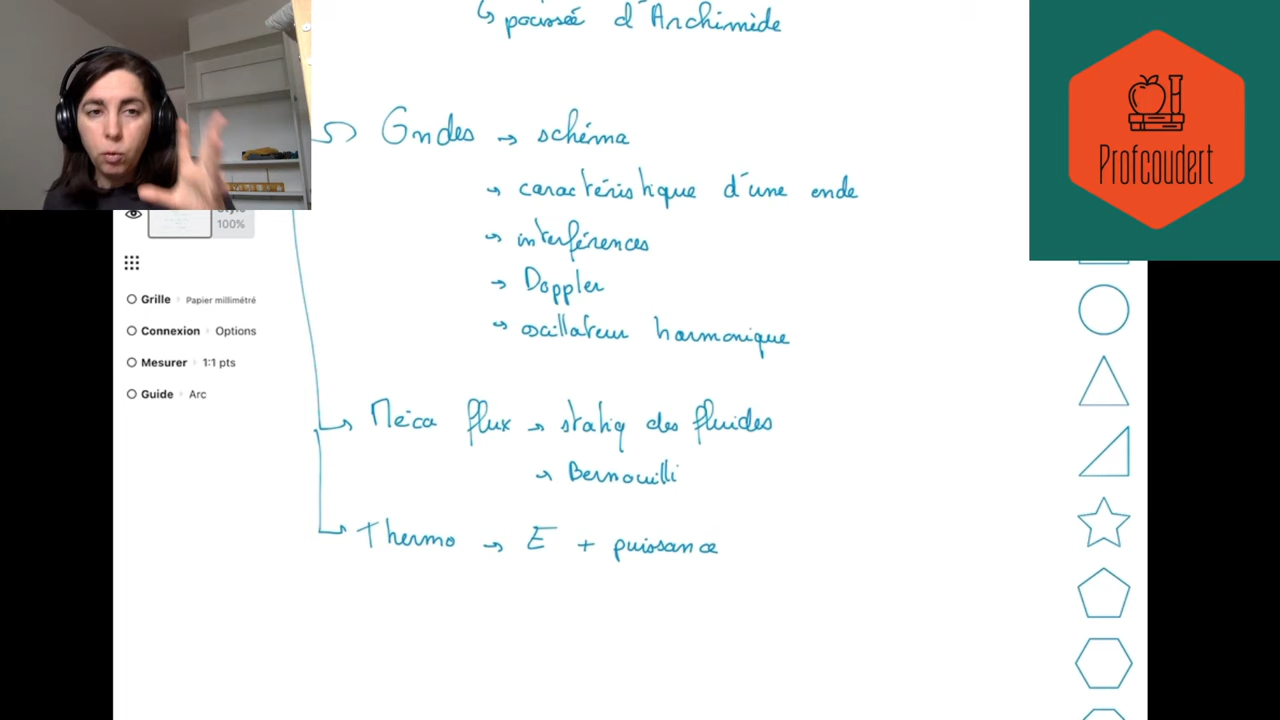 ↳ poussée d'Archimède
Profcoudert
↳ Ondes → schéma
→ caractéristique d'une onde
→ interférences
→ Doppler
→ oscillateur harmonique
100%
Grille › Papier millimétré
Connexion › Options
Mesurer › 1:1 pts
Guide › Arc
↳ Méca flux → statiq des fluides
→ Bernouilli
↳ Thermo → E + puissance